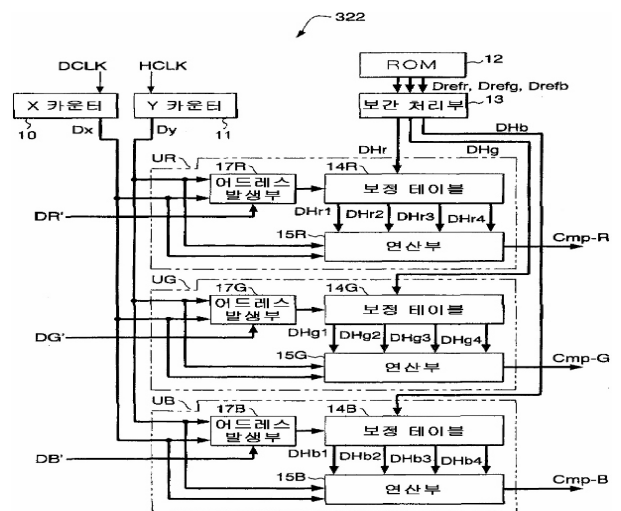 322
DCLK HCLK
ROM 12
Drefr, Drefg, Drefb
X 카운터 Y 카운터 보간 처리부 13
10 Dx Dy 11 DHb
DHr DHg
UR 17R 14R
어드레스 발생부 보정 테이블
DR' DHr1 DHr2 DHr3 DHr4
15R 연산부 Cmp-R
UG 17G 14G
어드레스 발생부 보정 테이블
DG' DHg1 DHg2 DHg3 DHg4
15G 연산부 Cmp-G
UB 17B 14B
어드레스 발생부 보정 테이블
DB' DHb1 DHb2 DHb3 DHb4
15B 연산부 Cmp-B